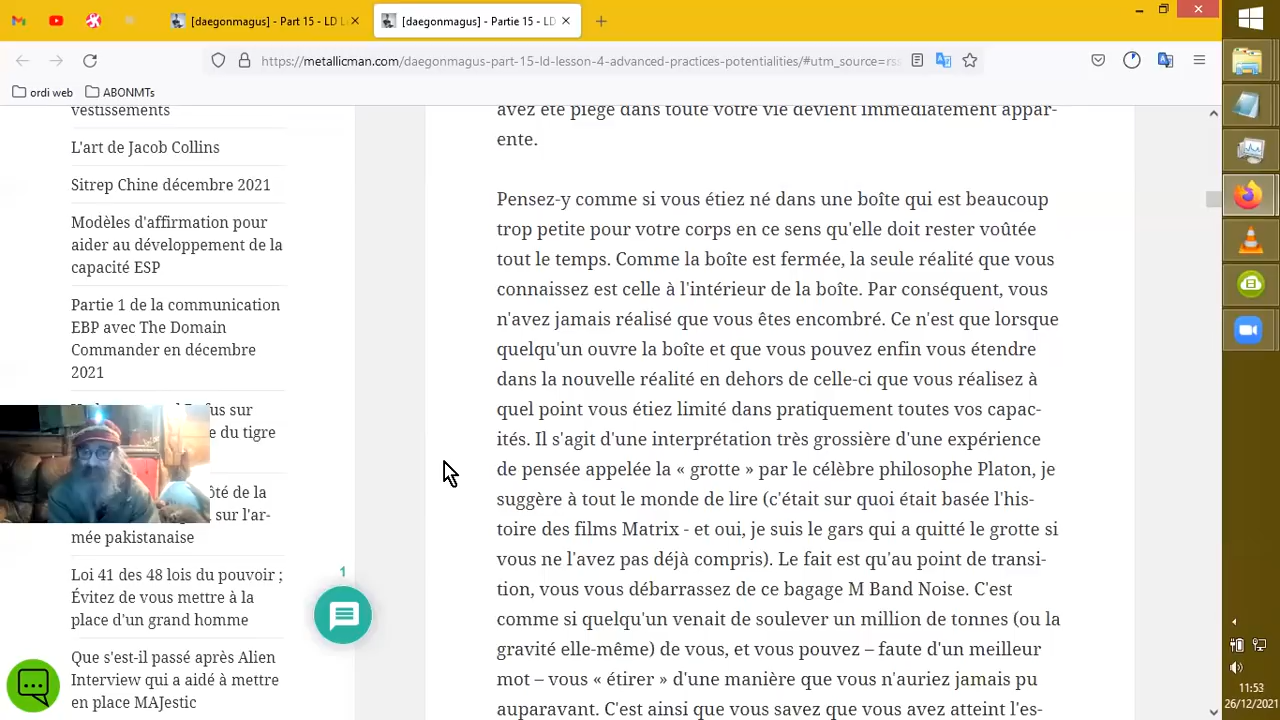 [daegonmagus] - Part 15 - LD L
[daegonmagus] - Partie 15 - LD
https://metallicman.com/daegonmagus-part-15-ld-lesson-4-advanced-practices-potentialities/#utm_source=rss
ordi web
ABONMTs
vestissements
L'art de Jacob Collins
Sitrep Chine décembre 2021
Modèles d'affirmation pour
aider au développement de la
capacité ESP
Partie 1 de la communication
EBP avec The Domain
Commander en décembre
2021
fus sur
e du tigre
ôté de la
sur l'ar-
mée pakistanaise
Loi 41 des 48 lois du pouvoir ;
Évitez de vous mettre à la
place d'un grand homme
Que s'est-il passé après Alien
Interview qui a aidé à mettre
en place MAJestic
1
avez été piégé dans toute votre vie devient immédiatement appar-
ente.
Pensez-y comme si vous étiez né dans une boîte qui est beaucoup
trop petite pour votre corps en ce sens qu'elle doit rester voûtée
tout le temps. Comme la boîte est fermée, la seule réalité que vous
connaissez est celle à l'intérieur de la boîte. Par conséquent, vous
n'avez jamais réalisé que vous êtes encombré. Ce n'est que lorsque
quelqu'un ouvre la boîte et que vous pouvez enfin vous étendre
dans la nouvelle réalité en dehors de celle-ci que vous réalisez à
quel point vous étiez limité dans pratiquement toutes vos capac-
ités. Il s'agit d'une interprétation très grossière d'une expérience
de pensée appelée la « grotte » par le célèbre philosophe Platon, je
suggère à tout le monde de lire (c'était sur quoi était basée l'his-
toire des films Matrix - et oui, je suis le gars qui a quitté le grotte si
vous ne l'avez pas déjà compris). Le fait est qu'au point de transi-
tion, vous vous débarrassez de ce bagage M Band Noise. C'est
comme si quelqu'un venait de soulever un million de tonnes (ou la
gravité elle-même) de vous, et vous pouvez – faute d'un meilleur
mot – vous « étirer » d'une manière que vous n'auriez jamais pu
auparavant. C'est ainsi que vous savez que vous avez atteint l'es-
11:53
26/12/2021